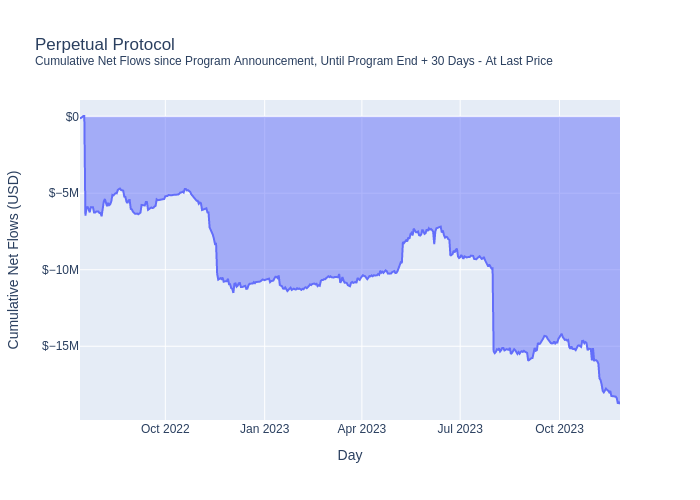 Perpetual Protocol
Cumulative Net Flows since Program Announcement, Until Program End + 30 Days - At Last Price
Cumulative Net Flows (USD)
$0
$−5M
$−10M
$−15M
Oct 2022
Jan 2023
Apr 2023
Jul 2023
Oct 2023
Day